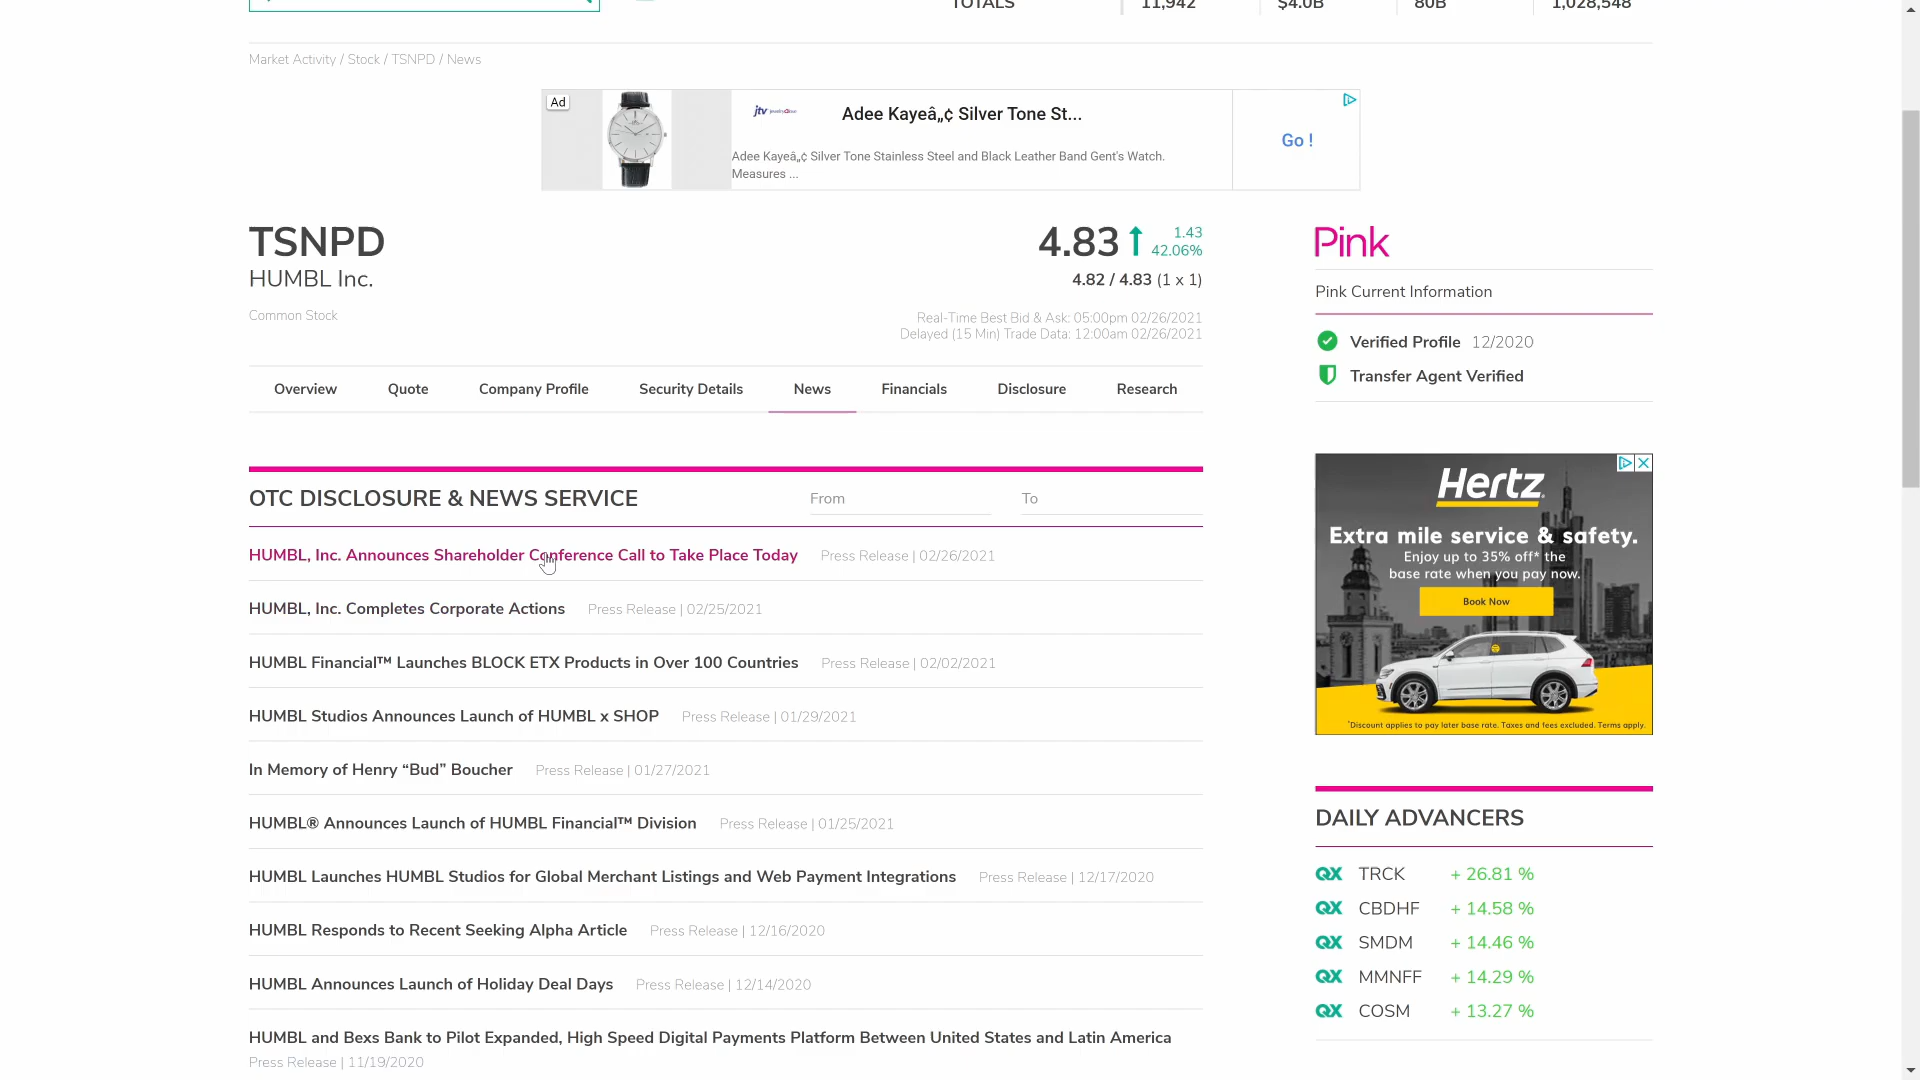 TOTALS 11,942 $4.0B 80B 1,028,548
Market Activity / Stock / TSNPD / News
Ad
jtv
Adee Kayeâ„¢ Silver Tone St...
Go !
Adee Kayeâ„¢ Silver Tone Stainless Steel and Black Leather Band Gent's Watch.
Measures ...
TSNPD
HUMBL Inc.
Common Stock
4.83 1.43
42.06%
4.82 / 4.83 (1 x 1)
Real-Time Best Bid & Ask: 05:00pm 02/26/2021
Delayed (15 Min) Trade Data: 12:00am 02/26/2021
Pink
Pink Current Information
Verified Profile 12/2020
Transfer Agent Verified
Overview Quote Company Profile Security Details News Financials Disclosure Research
OTC DISCLOSURE & NEWS SERVICE From To
HUMBL, Inc. Announces Shareholder Conference Call to Take Place Today Press Release | 02/26/2021
HUMBL, Inc. Completes Corporate Actions Press Release | 02/25/2021
HUMBL Financial™ Launches BLOCK ETX Products in Over 100 Countries Press Release | 02/02/2021
HUMBL Studios Announces Launch of HUMBL x SHOP Press Release | 01/29/2021
In Memory of Henry “Bud” Boucher Press Release | 01/27/2021
HUMBL® Announces Launch of HUMBL Financial™ Division Press Release | 01/25/2021
HUMBL Launches HUMBL Studios for Global Merchant Listings and Web Payment Integrations Press Release | 12/17/2020
HUMBL Responds to Recent Seeking Alpha Article Press Release | 12/16/2020
HUMBL Announces Launch of Holiday Deal Days Press Release | 12/14/2020
HUMBL and Bexs Bank to Pilot Expanded, High Speed Digital Payments Platform Between United States and Latin America
Press Release | 11/19/2020
Hertz.
Extra mile service & safety.
Enjoy up to 35% off* the
base rate when you pay now.
Book Now
*Discount applies to pay later base rate. Taxes and fees excluded. Terms apply.
DAILY ADVANCERS
QX TRCK + 26.81 %
QX CBDHF + 14.58 %
QX SMDM + 14.46 %
QX MMNFF + 14.29 %
QX COSM + 13.27 %